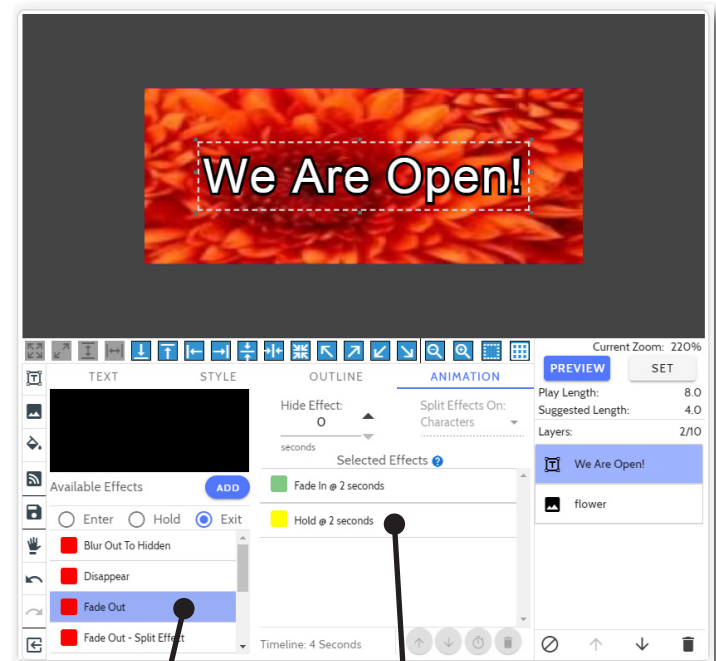 We Are Open!
Current Zoom: 220%
TEXT STYLE OUTLINE ANIMATION
PREVIEW SET
Hide Effect:
0
seconds
Split Effects On:
Characters
Play Length: 8.0
Suggested Length: 4.0
Layers: 2/10
We Are Open!
flower
Selected Effects ?
Fade In @ 2 seconds
Hold @ 2 seconds
Available Effects ADD
Enter Hold Exit
Blur Out To Hidden
Disappear
Fade Out
Fade Out - Split Effect
Timeline: 4 Seconds